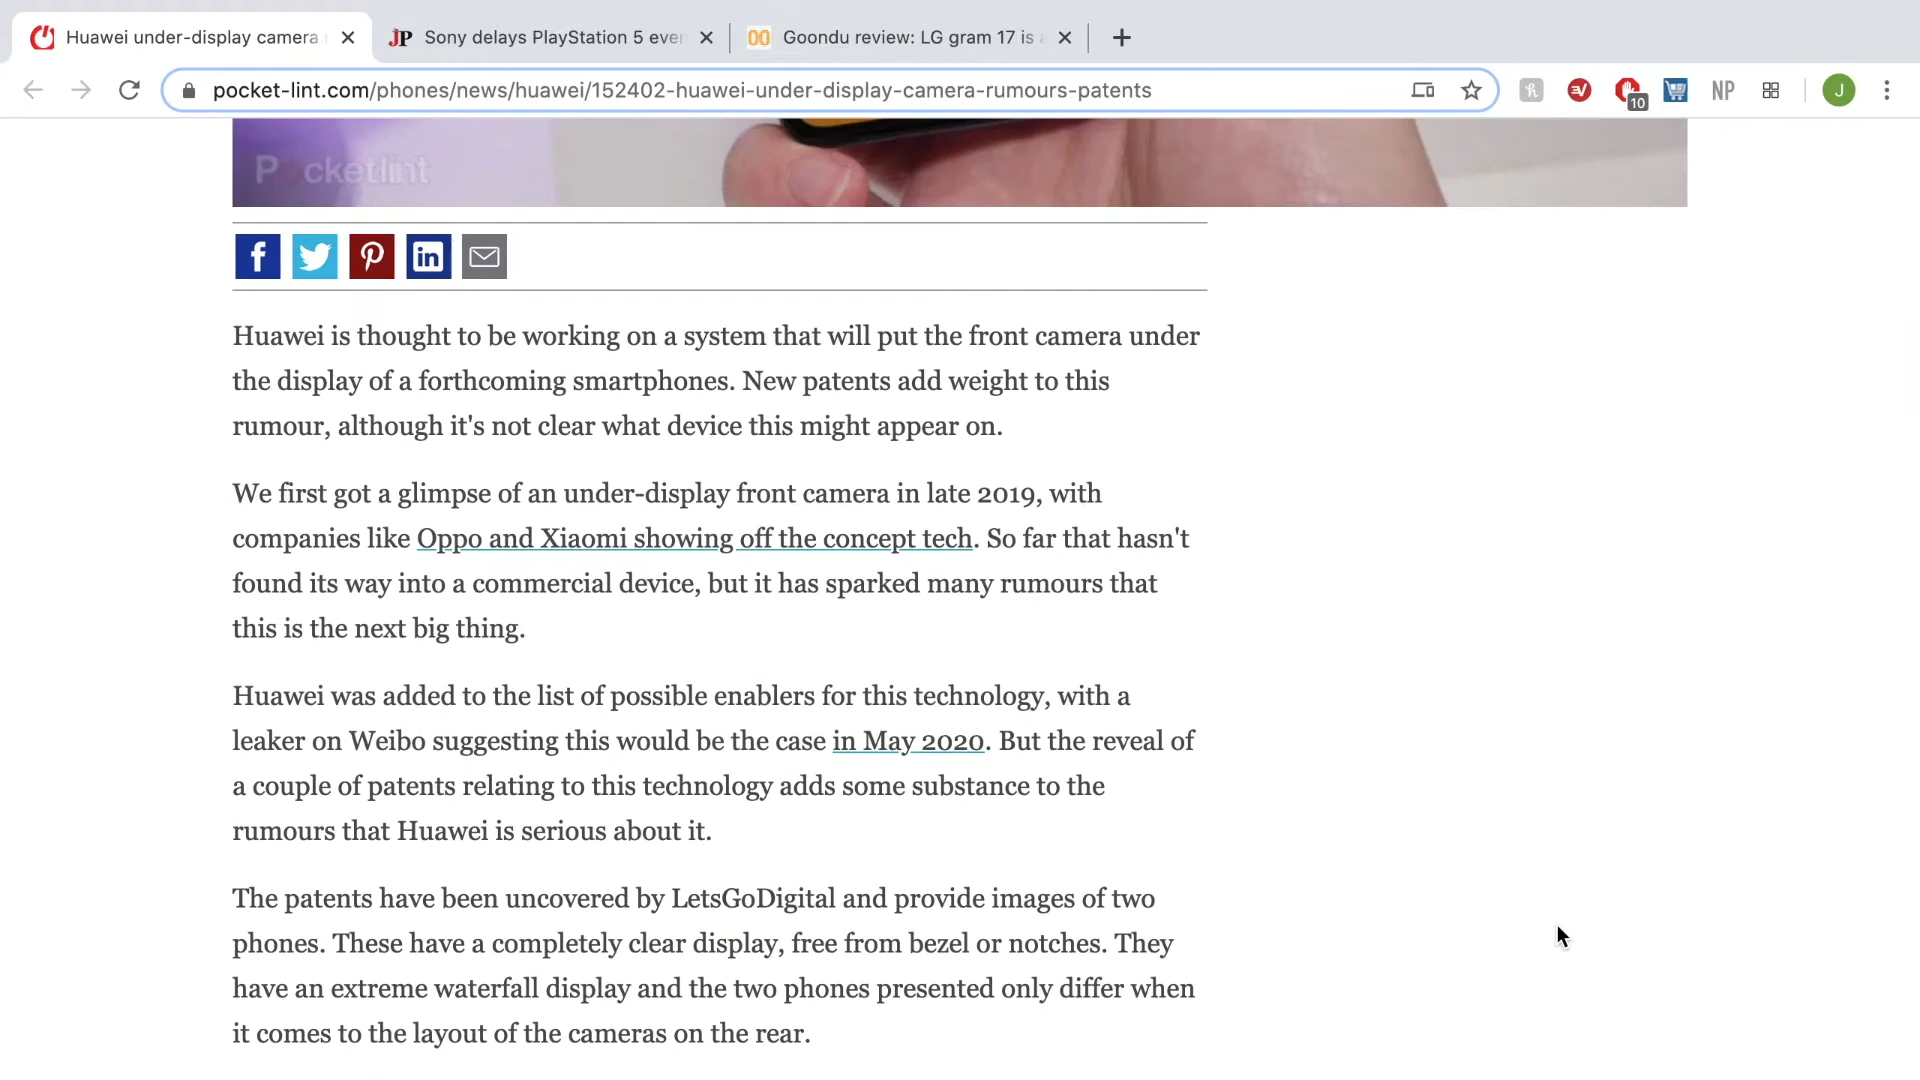 Huawei under-display camera
Sony delays PlayStation 5 even
Goondu review: LG gram 17 is a
pocket-lint.com/phones/news/huawei/152402-huawei-under-display-camera-rumours-patents
10
NP
J
Pocketlint
Huawei is thought to be working on a system that will put the front camera under
the display of a forthcoming smartphones. New patents add weight to this
rumour, although it's not clear what device this might appear on.
We first got a glimpse of an under-display front camera in late 2019, with
companies like Oppo and Xiaomi showing off the concept tech. So far that hasn't
found its way into a commercial device, but it has sparked many rumours that
this is the next big thing.
Huawei was added to the list of possible enablers for this technology, with a
leaker on Weibo suggesting this would be the case in May 2020. But the reveal of
a couple of patents relating to this technology adds some substance to the
rumours that Huawei is serious about it.
The patents have been uncovered by LetsGoDigital and provide images of two
phones. These have a completely clear display, free from bezel or notches. They
have an extreme waterfall display and the two phones presented only differ when
it comes to the layout of the cameras on the rear.